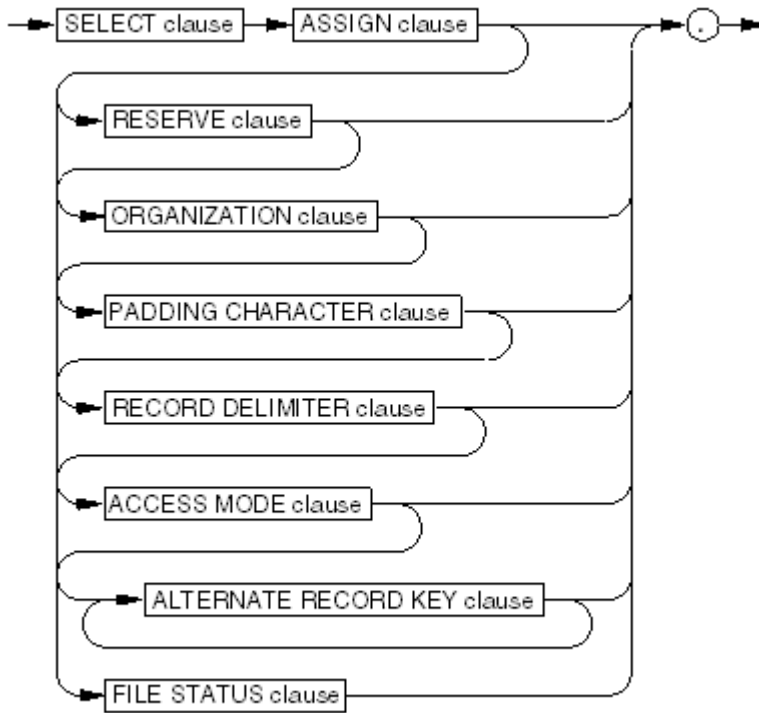 SELECT clause ASSIGN clause .
RESERVE clause
ORGANIZATION clause
PADDING CHARACTER clause
RECORD DELIMITER clause
ACCESS MODE clause
ALTERNATE RECORD KEY clause
FILE STATUS clause